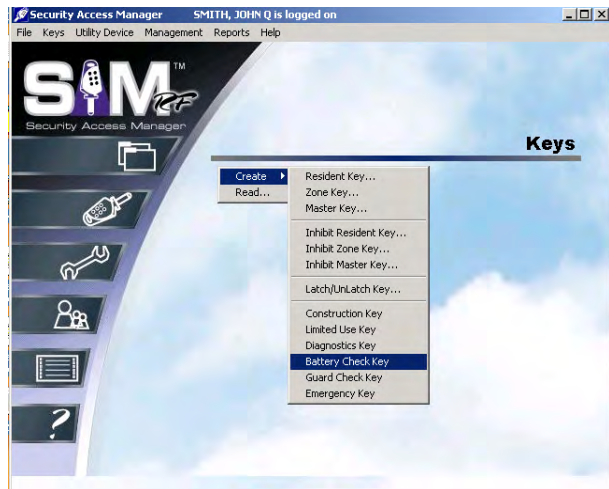 Security Access Manager SMITH, JOHN Q is logged on
File Keys Utility Device Management Reports Help
SAM TM
RF
Security Access Manager
Keys
Create
Read...
Resident Key...
Zone Key...
Master Key...
Inhibit Resident Key...
Inhibit Zone Key...
Inhibit Master Key...
Latch/UnLatch Key...
Construction Key
Limited Use Key
Diagnostics Key
Battery Check Key
Guard Check Key
Emergency Key
?